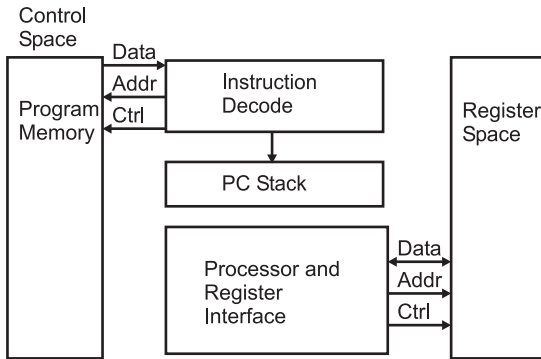 Control
Space
Data
Addr
Ctrl
Program
Memory
Instruction
Decode
PC Stack
Processor and
Register
Interface
Data
Addr
Ctrl
Register
Space